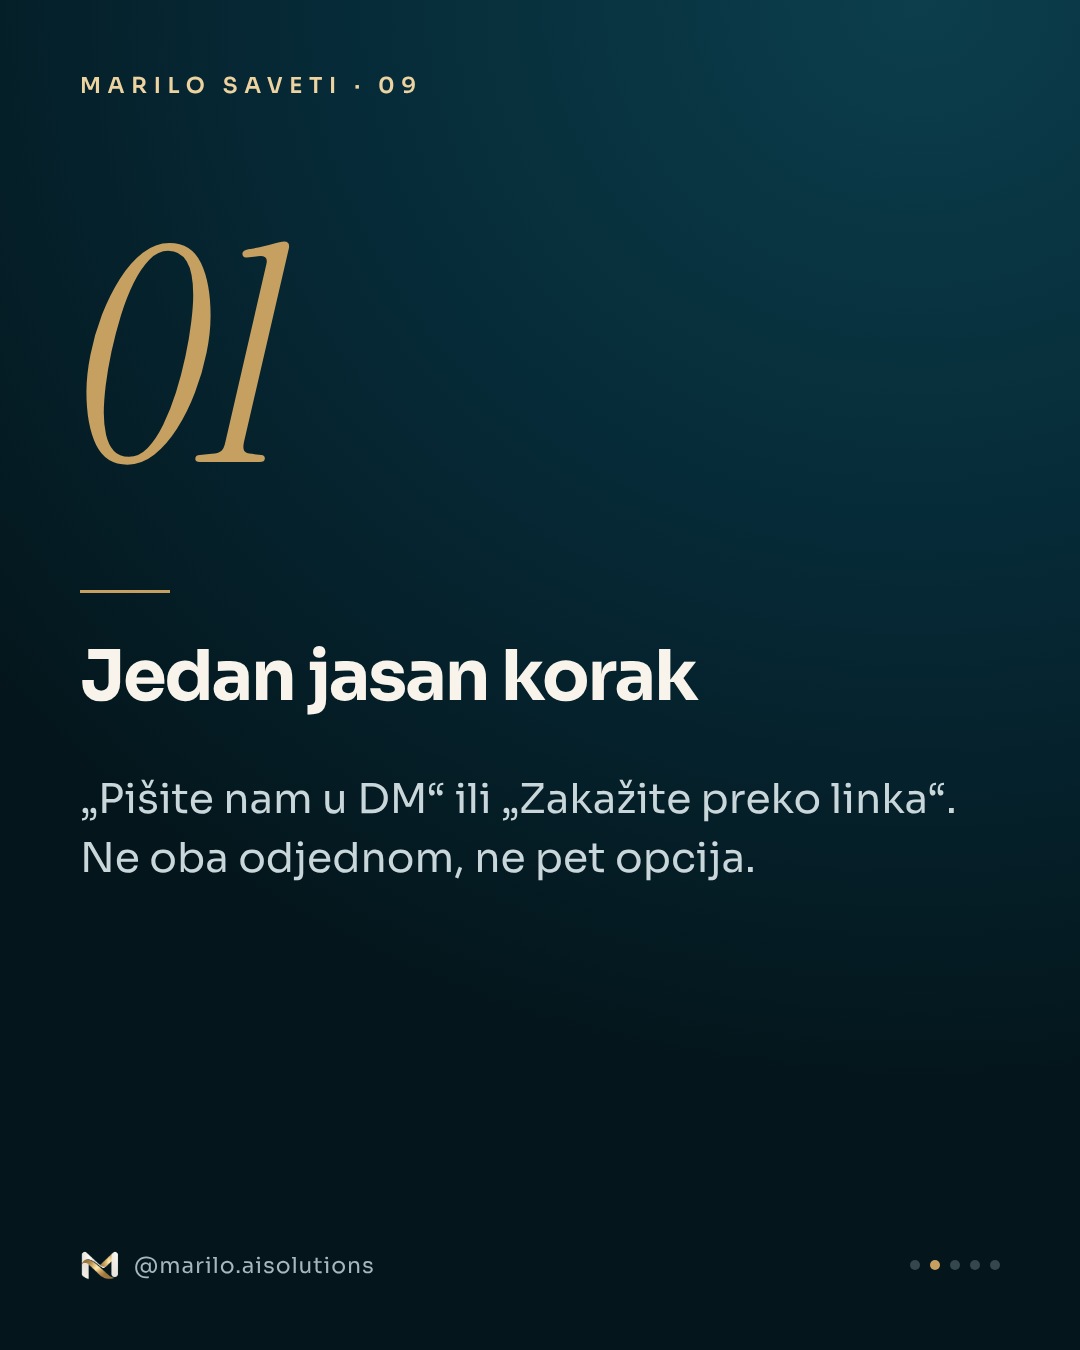 MARILO SAVETI · 09
01
Jedan jasan korak
„Pišite nam u DM“ ili „Zakažite preko linka“.
Ne oba odjednom, ne pet opcija.
@marilo.aisolutions